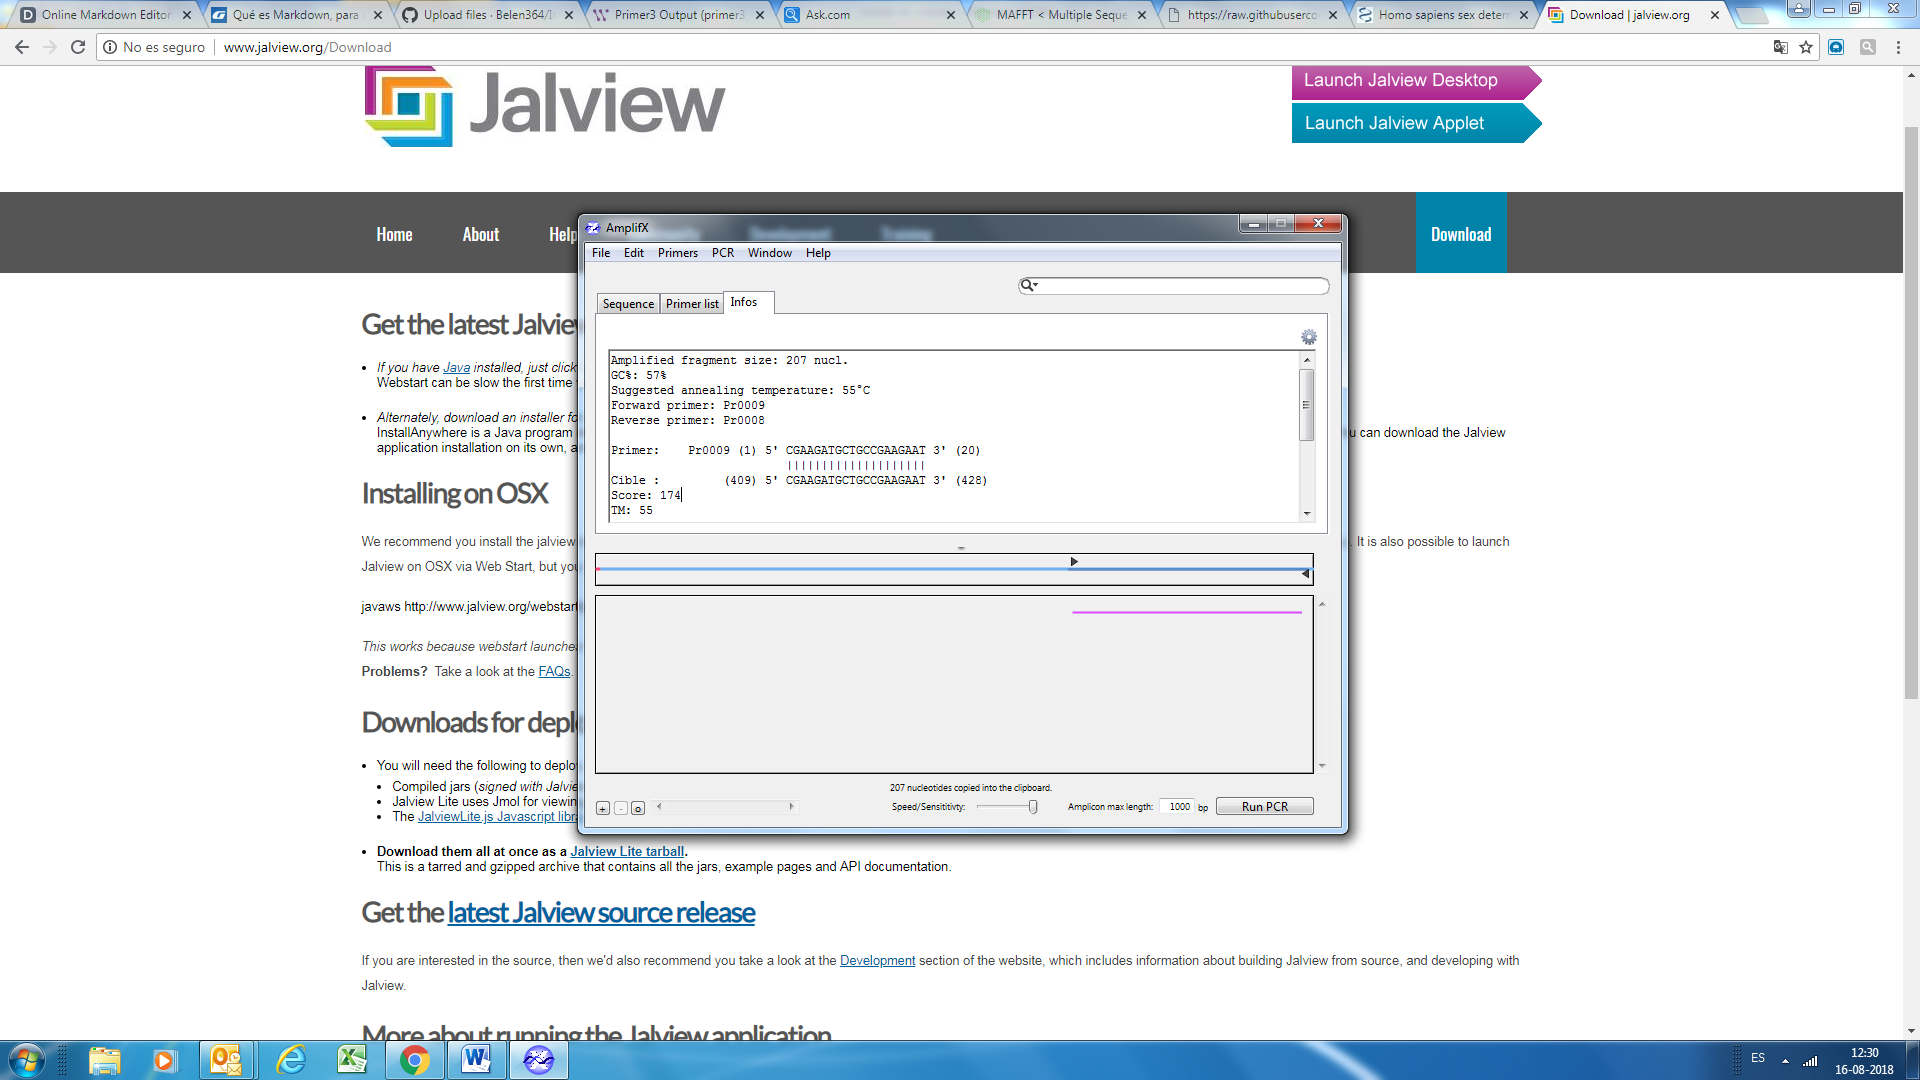 Online Markdown Editor
Qué es Markdown, para
Upload files · Belen364/I
Primer3 Output (primer3
Ask.com
MAFFT < Multiple Seque
https://raw.githubuserco
Homo sapiens sex determ
Download | jalview.org
No es seguro
www.jalview.org/Download
Jalview
Launch Jalview Desktop
Launch Jalview Applet
Home
About
Help
Development
Training
Download
AmplifX
File
Edit
Primers
PCR
Window
Help
Sequence
Primer list
Infos
Amplified fragment size: 207 nucl.
GC%: 57%
Suggested annealing temperature: 55°C
Forward primer: Pr0009
Reverse primer: Pr0008
Primer: Pr0009 (1) 5' CGAAGATGCTGCCGAAGAAT 3' (20)
||||||||||||||||||||
Cible : (409) 5' CGAAGATGCTGCCGAAGAAT 3' (428)
Score: 174
TM: 55
207 nucleotides copied into the clipboard.
+
-
o
Speed/Sensititvty:
Amplicon max length: 1000 bp
Run PCR
Get the latest Jalview
If you have Java installed, just click
Webstart can be slow the first time
Alternately, download an installer fo
InstallAnywhere is a Java program
u can download the Jalview
application installation on its own, a
Installing on OSX
We recommend you install the jalview
. It is also possible to launch
Jalview on OSX via Web Start, but you
javaws http://www.jalview.org/webstart
This works because webstart launches
Problems? Take a look at the FAQs.
Downloads for deplo
You will need the following to deplo
Compiled jars (signed with Jalvie
Jalview Lite uses Jmol for viewin
The JalviewLite.js Javascript libra
Download them all at once as a Jalview Lite tarball.
This is a tarred and gzipped archive that contains all the jars, example pages and API documentation.
Get the latest Jalview source release
If you are interested in the source, then we'd also recommend you take a look at the Development section of the website, which includes information about building Jalview from source, and developing with
Jalview.
More about running the Jalview application
ES
12:30
16-08-2018